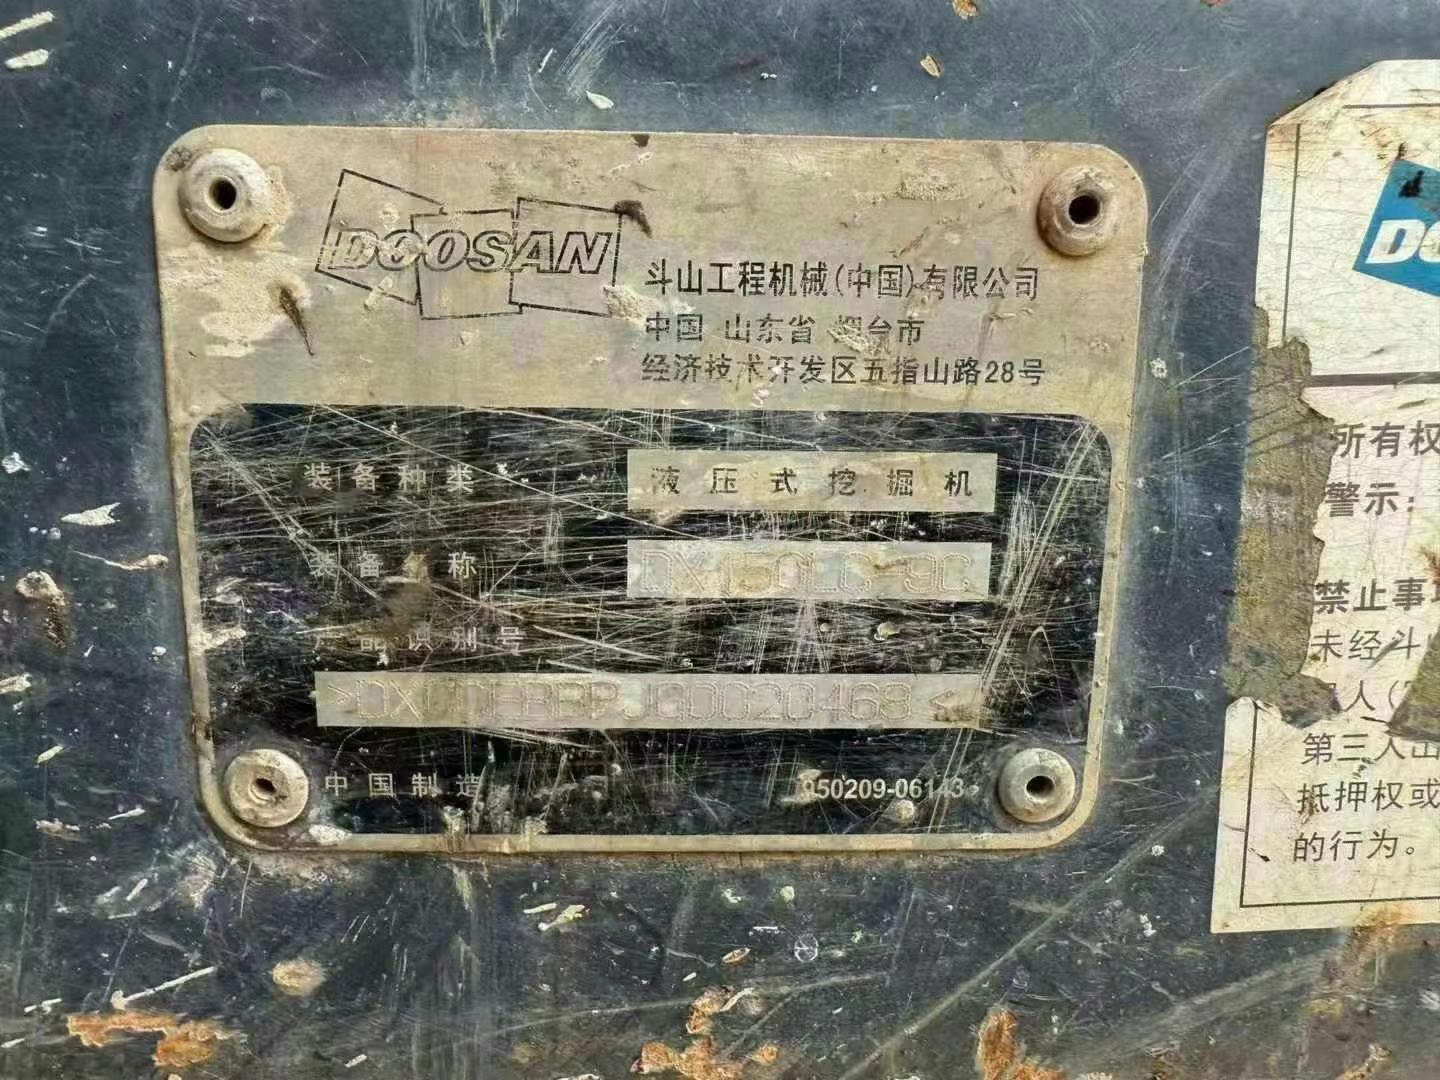 DOOSAN
斗山工程机械(中国)有限公司
中国 山东省 烟台市
经济技术开发区五指山路28号
装备种类 液压式挖掘机
装备 称 DX150LC-9C
产品识别号
中国制造 950209-06143
DO
所有权
警示:
禁止事
未经斗山
人(
第三人
抵押权或
的行为。